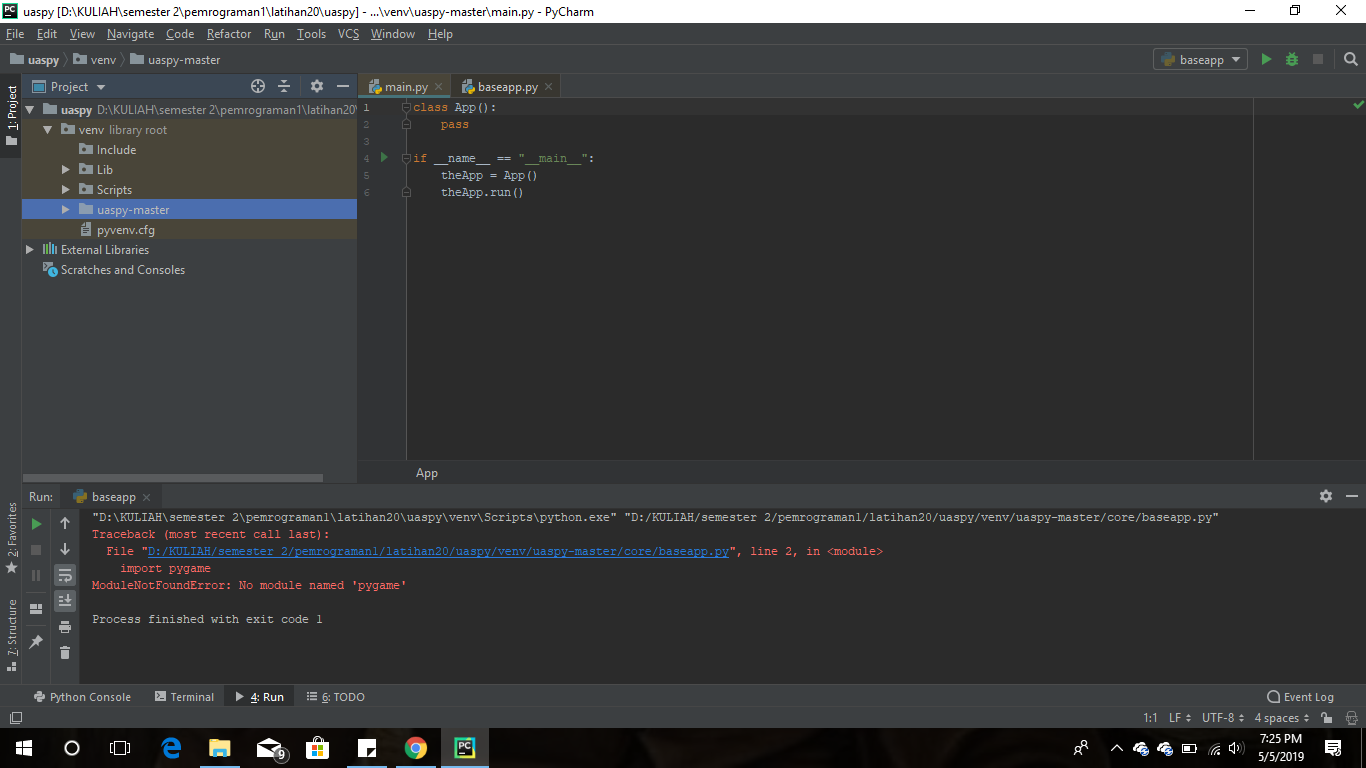 PC uaspy [D:\KULIAH\semester 2\pemrograman1\latihan20\uaspy] - ...\venv\uaspy-master\main.py - PyCharm
File Edit View Navigate Code Refactor Run Tools VCS Window Help
uaspy venv uaspy-master baseapp
1: Project
Project
main.py baseapp.py
uaspy D:\KULIAH\semester 2\pemrograman1\latihan20
venv library root
Include
Lib
Scripts
uaspy-master
pyvenv.cfg
External Libraries
Scratches and Consoles
1 class App():
2 pass
3
4 if __name__ == "__main__":
5 theApp = App()
6 theApp.run()
App
Run: baseapp
"D:\KULIAH\semester 2\pemrograman1\latihan20\uaspy\venv\Scripts\python.exe" "D:/KULIAH/semester 2/pemrograman1/latihan20/uaspy/venv/uaspy-master/core/baseapp.py"
Traceback (most recent call last):
File "D:/KULIAH/semester 2/pemrograman1/latihan20/uaspy/venv/uaspy-master/core/baseapp.py", line 2, in <module>
import pygame
ModuleNotFoundError: No module named 'pygame'
Process finished with exit code 1
2: Favorites
7: Structure
Python Console Terminal 4: Run 6: TODO Event Log
1:1 LF UTF-8 4 spaces
9 PC
7:25 PM
5/5/2019